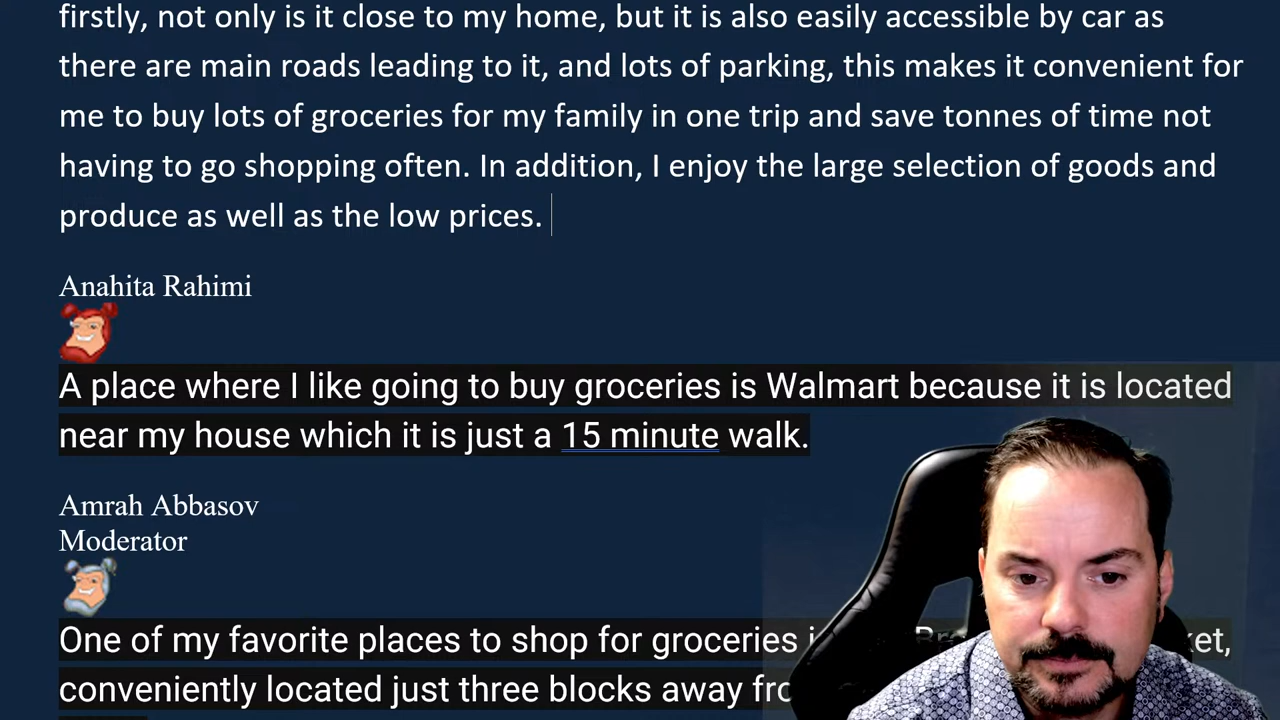 firstly, not only is it close to my home, but it is also easily accessible by car as
there are main roads leading to it, and lots of parking, this makes it convenient for
me to buy lots of groceries for my family in one trip and save tonnes of time not
having to go shopping often. In addition, I enjoy the large selection of goods and
produce as well as the low prices.
Anahita Rahimi
A place where I like going to buy groceries is Walmart because it is located
near my house which it is just a 15 minute walk.
Amrah Abbasov
Moderator
One of my favorite places to shop for groceries
conveniently located just three blocks away